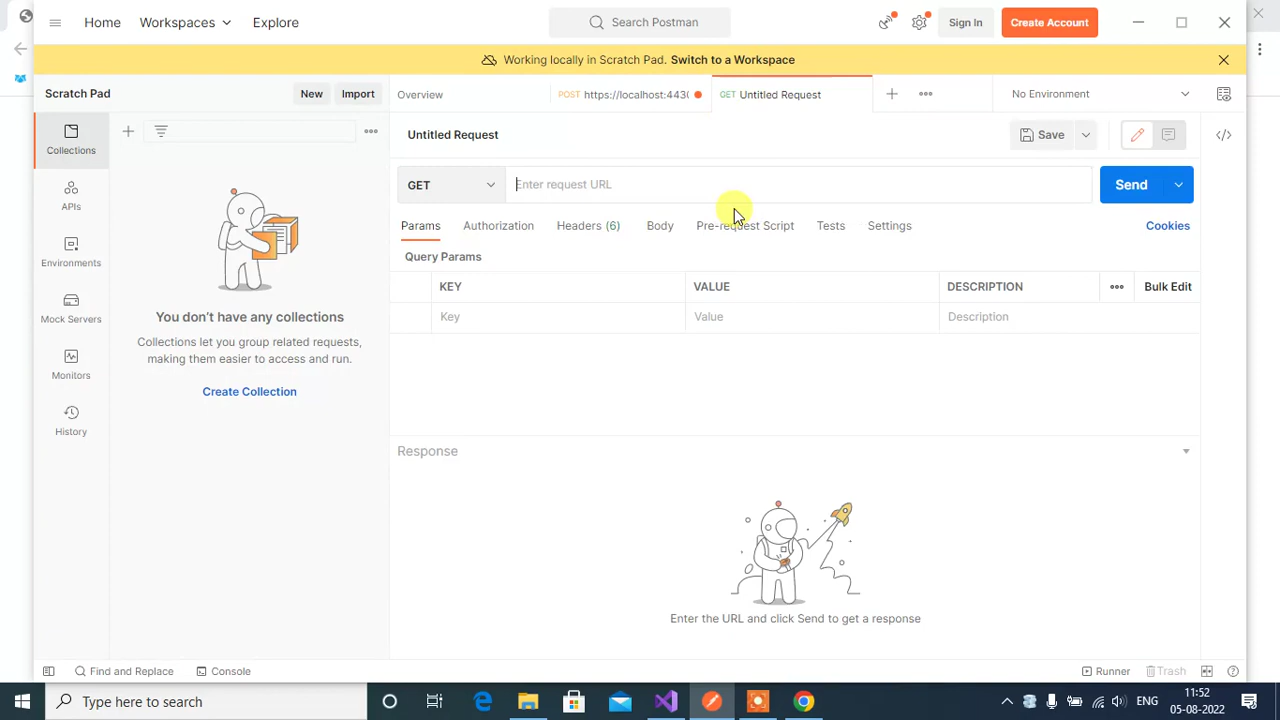 Home
Workspaces
Explore
Search Postman
Sign In
Create Account
Working locally in Scratch Pad. Switch to a Workspace
Scratch Pad
New
Import
Overview
POST https://localhost:4430
GET Untitled Request
No Environment
Collections
APIs
Environments
Mock Servers
Monitors
History
You don't have any collections
Collections let you group related requests,
making them easier to access and run.
Create Collection
Untitled Request
Save
GET
Enter request URL
Send
Params
Authorization
Headers (6)
Body
Pre-request Script
Tests
Settings
Cookies
Query Params
KEY
VALUE
DESCRIPTION
Bulk Edit
Key
Value
Description
Response
Enter the URL and click Send to get a response
Find and Replace
Console
Runner
Trash
Type here to search
ENG
11:52
05-08-2022